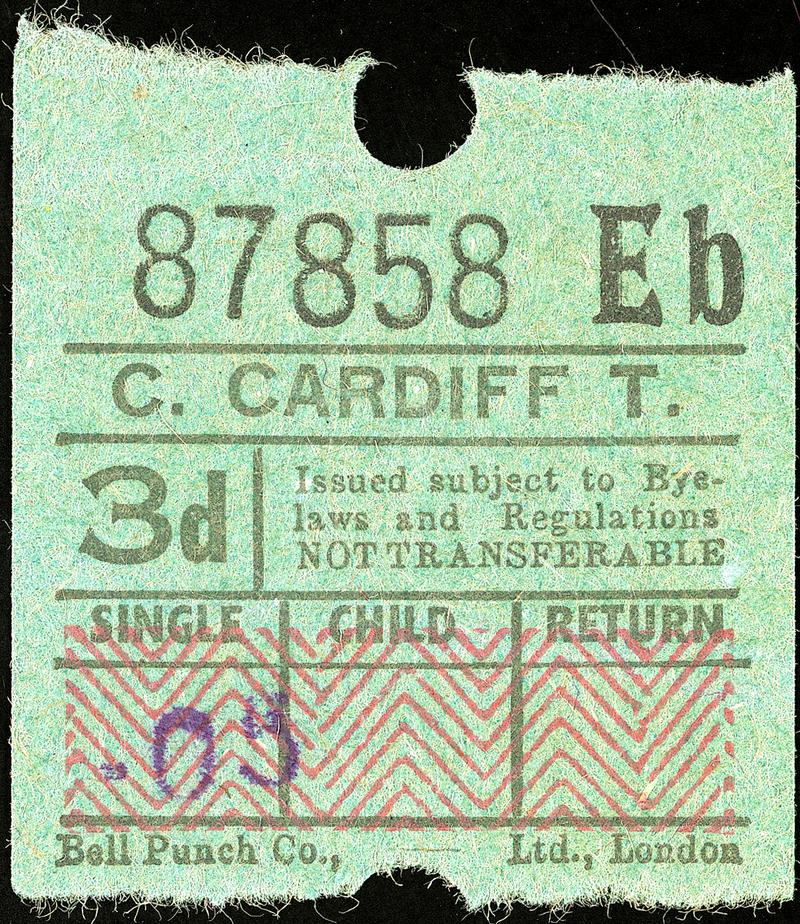 87858 Eb
C. CARDIFF T.
3d
Issued subject to Bye-
laws and Regulations
NOT TRANSFERABLE
SINGLE CHILD RETURN
Bell Punch Co., Ltd., London